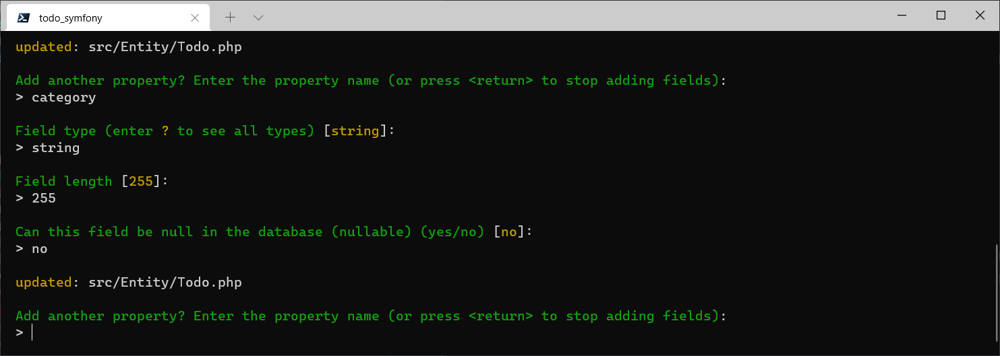 todo_symfony
updated: src/Entity/Todo.php
Add another property? Enter the property name (or press <return> to stop adding fields):
> category
Field type (enter ? to see all types) [string]:
> string
Field length [255]:
> 255
Can this field be null in the database (nullable) (yes/no) [no]:
> no
updated: src/Entity/Todo.php
Add another property? Enter the property name (or press <return> to stop adding fields):
>